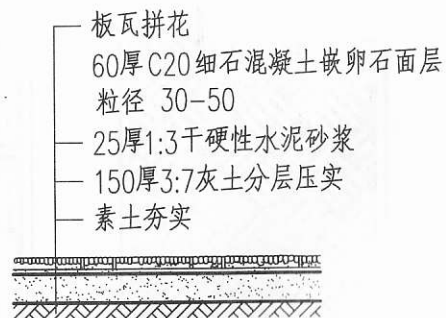 板瓦拼花
60厚C20细石混凝土嵌卵石面层
粒径 30-50
25厚1:3干硬性水泥砂浆
150厚3:7灰土分层压实
素土夯实